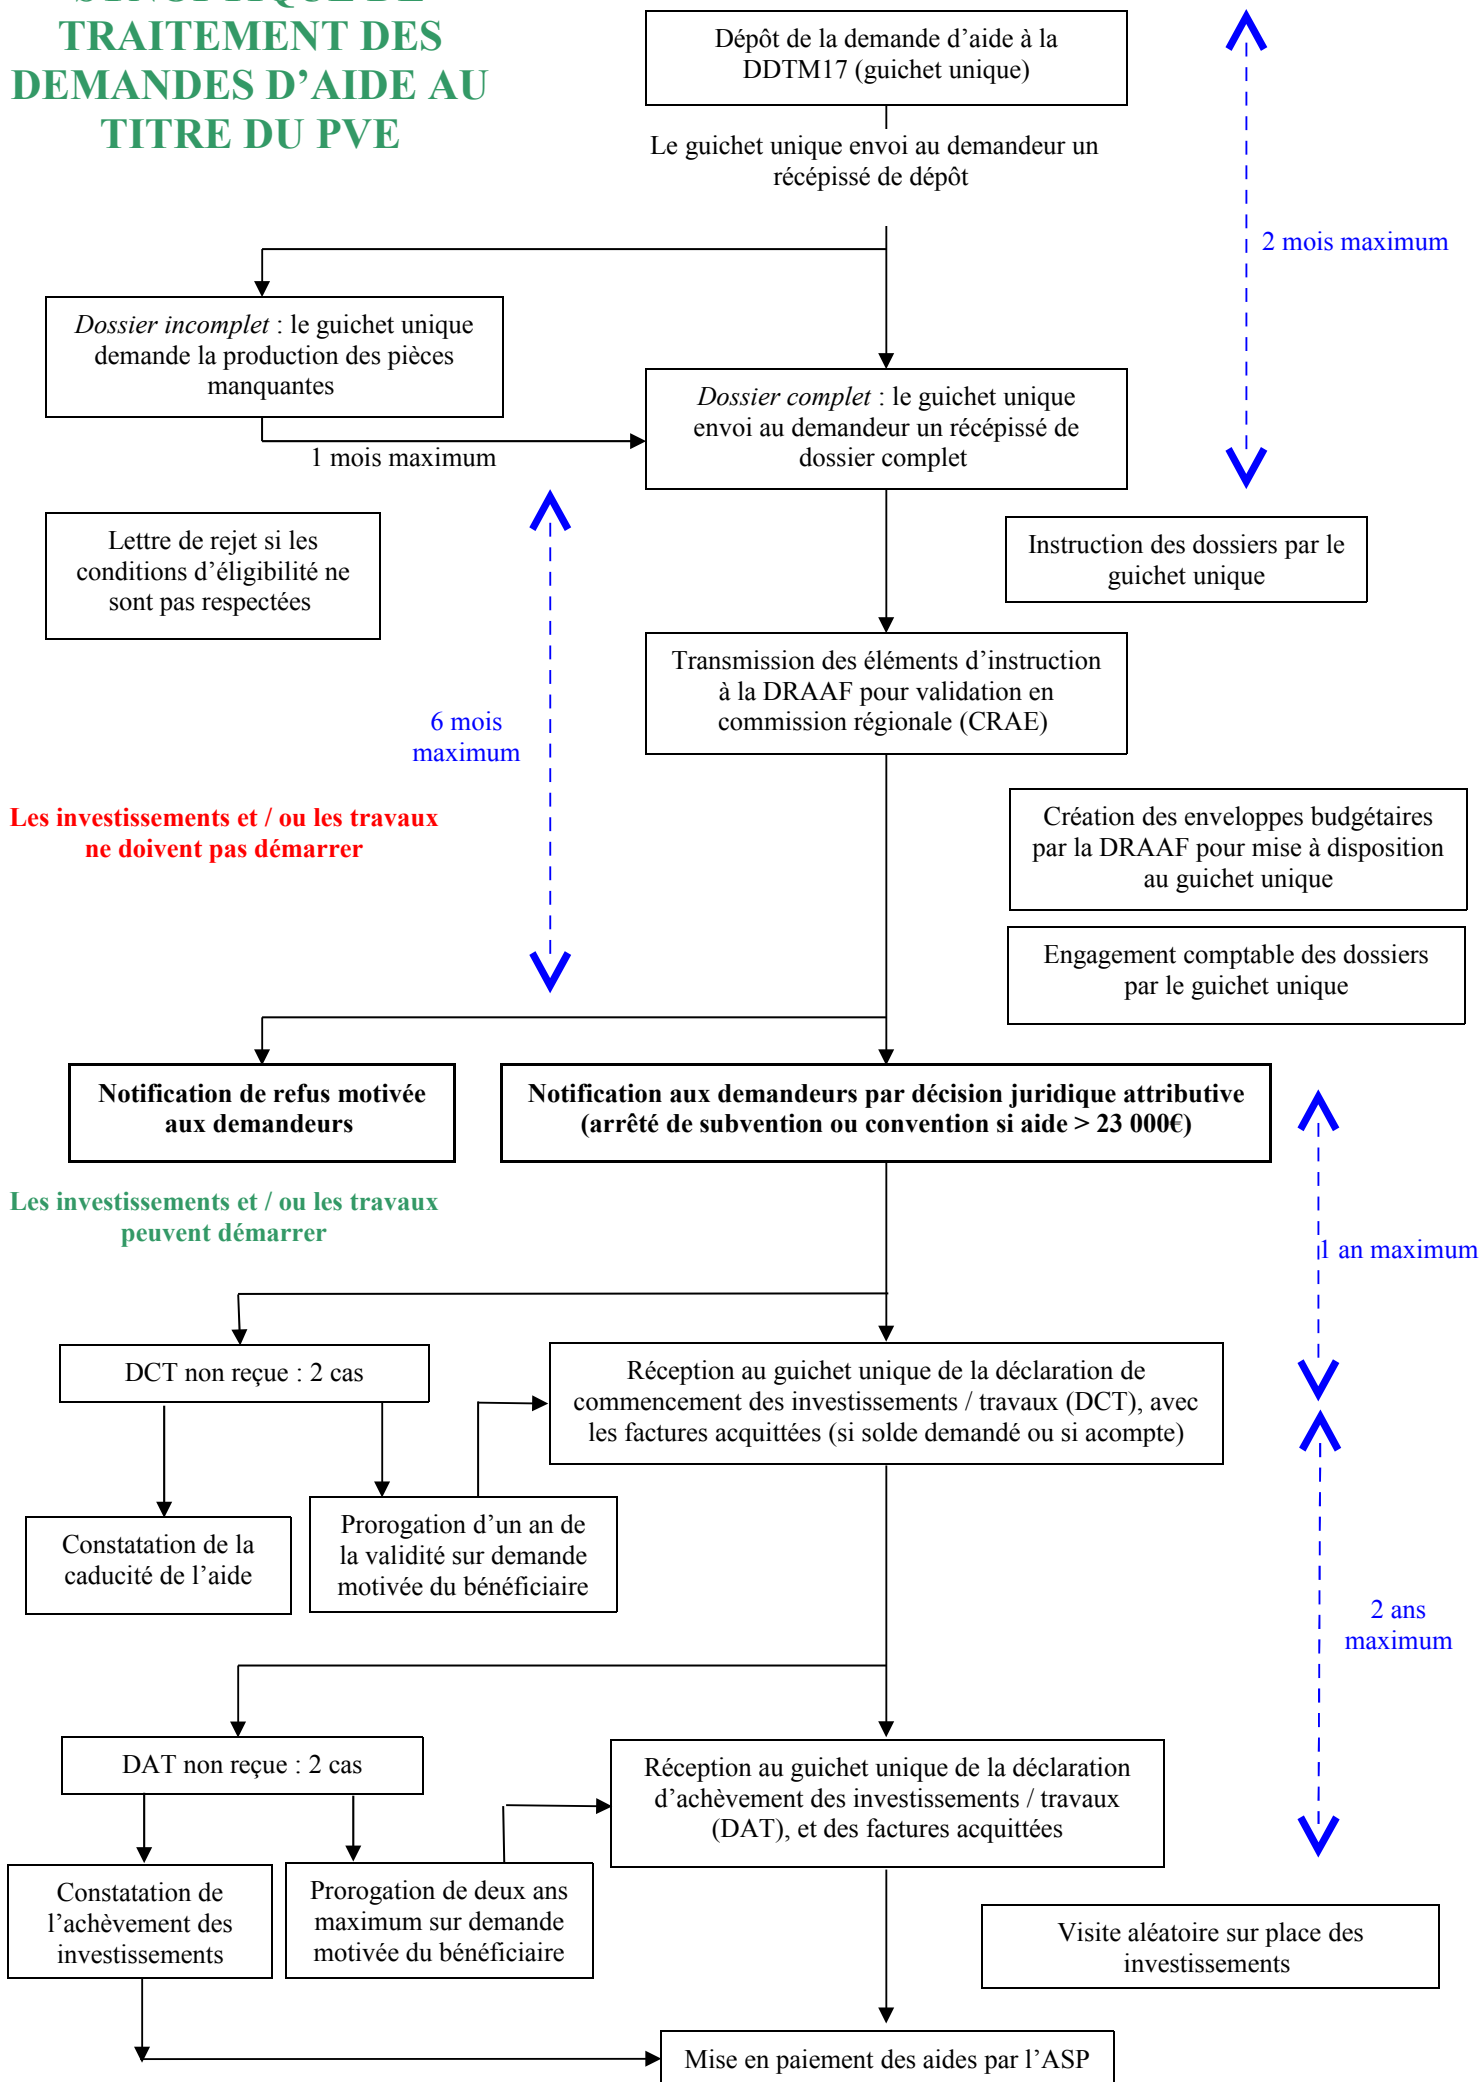 SYNOPTIQUE DE
TRAITEMENT DES
DEMANDES D’AIDE AU
TITRE DU PVE
Dépôt de la demande d’aide à la
DDTM17 (guichet unique)
Le guichet unique envoi au demandeur un
récépissé de dépôt
2 mois maximum
Dossier incomplet : le guichet unique
demande la production des pièces
manquantes
1 mois maximum
Dossier complet : le guichet unique
envoi au demandeur un récépissé de
dossier complet
Lettre de rejet si les
conditions d’éligibilité ne
sont pas respectées
Instruction des dossiers par le
guichet unique
Transmission des éléments d’instruction
à la DRAAF pour validation en
commission régionale (CRAE)
6 mois
maximum
Les investissements et / ou les travaux
ne doivent pas démarrer
Création des enveloppes budgétaires
par la DRAAF pour mise à disposition
au guichet unique
Engagement comptable des dossiers
par le guichet unique
Notification de refus motivée
aux demandeurs
Notification aux demandeurs par décision juridique attributive
(arrêté de subvention ou convention si aide > 23 000€)
Les investissements et / ou les travaux
peuvent démarrer
1 an maximum
DCT non reçue : 2 cas
Réception au guichet unique de la déclaration de
commencement des investissements / travaux (DCT), avec
les factures acquittées (si solde demandé ou si acompte)
Constatation de la
caducité de l’aide
Prorogation d’un an de
la validité sur demande
motivée du bénéficiaire
2 ans
maximum
DAT non reçue : 2 cas
Réception au guichet unique de la déclaration
d’achèvement des investissements / travaux
(DAT), et des factures acquittées
Constatation de
l’achèvement des
investissements
Prorogation de deux ans
maximum sur demande
motivée du bénéficiaire
Visite aléatoire sur place des
investissements
Mise en paiement des aides par l’ASP